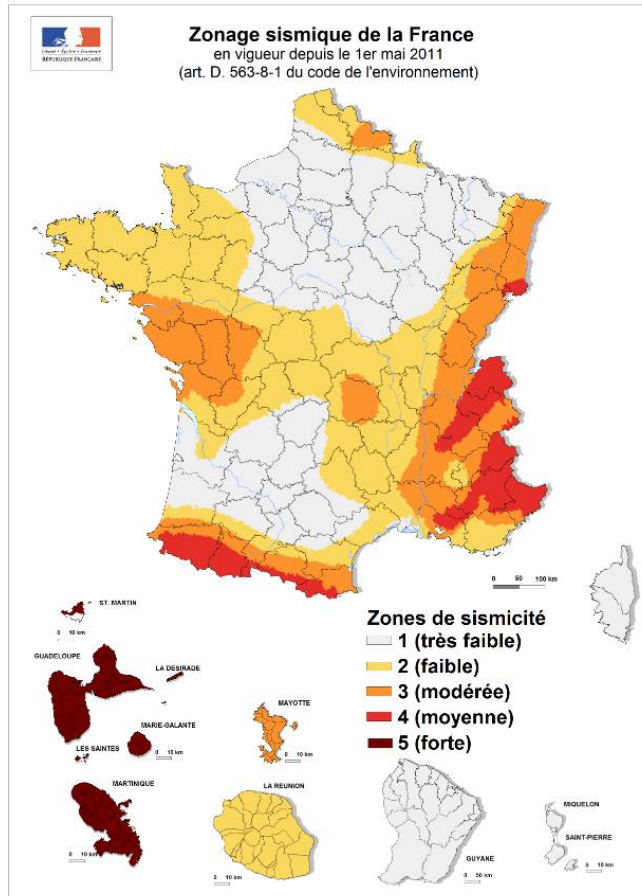 Zonage sismique de la France
en vigueur depuis le 1er mai 2011
(art. D. 563-8-1 du code de l'environnement)
Liberté • Égalité • Fraternité
RÉPUBLIQUE FRANÇAISE
0 50 100 km
ST. MARTIN
0 10 km
GUADELOUPE
LA DESIRADE
MARIE-GALANTE
LES SAINTES
0 10 km
MARTINIQUE
0 10 km
MAYOTTE
0 10 km
LA REUNION
0 10 km
Zones de sismicité
1 (très faible)
2 (faible)
3 (modérée)
4 (moyenne)
5 (forte)
GUYANE
0 50 km
MIQUELON
SAINT-PIERRE
0 10 km